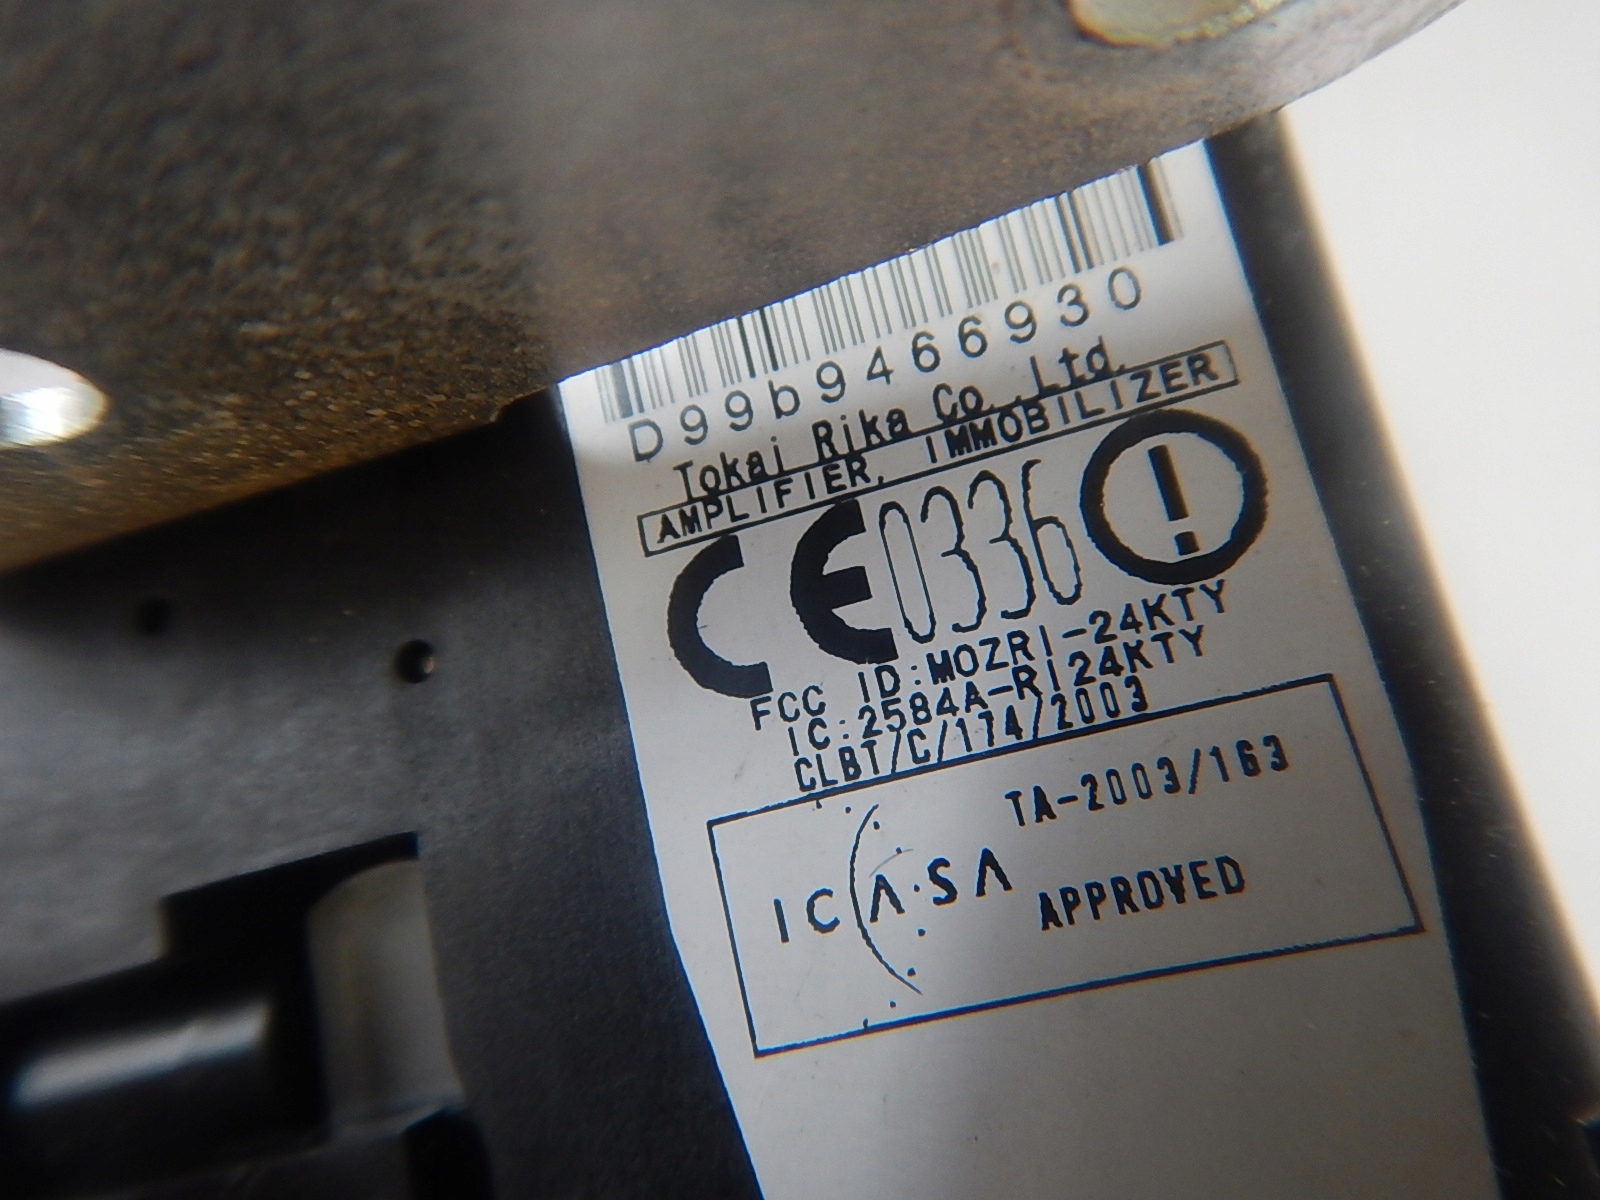 D99b9466930
Tokai Rika Co.,Ltd.
AMPLIFIER, IMMOBILIZER
CE0336!
FCC ID:MOZRI-24KTY
IC:2584A-RI24KTY
CLBT/C/174/2003
TA-2003/163
ICASA
APPROVED